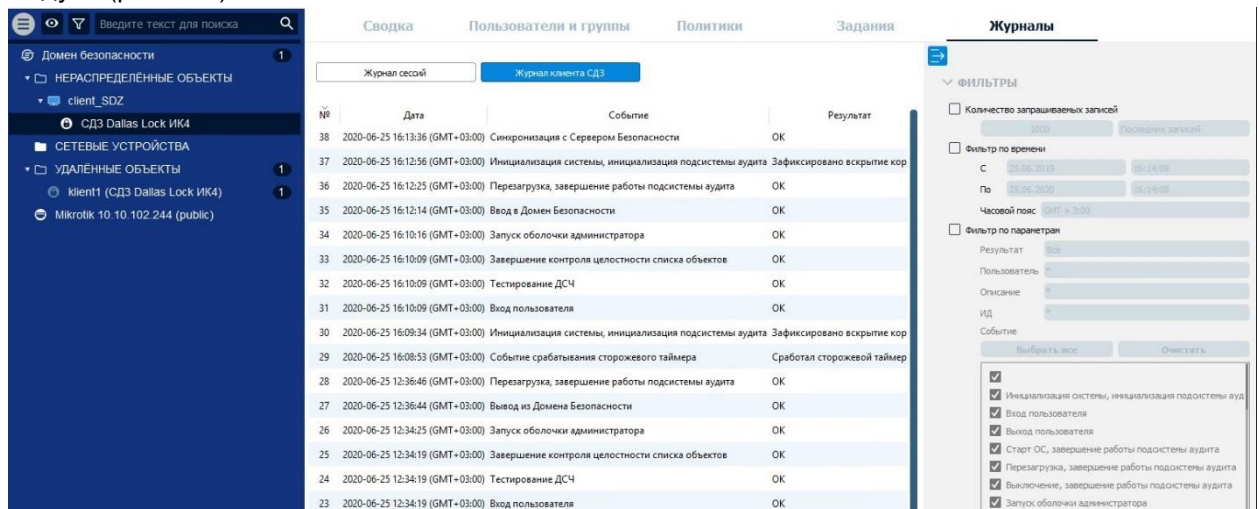 Введите текст для поиска
Сводка Пользователи и группы Политики Задания Журналы
Домен безопасности 1
НЕРАСПРЕДЕЛЁННЫЕ ОБЪЕКТЫ
client_SDZ
СДЗ Dallas Lock ИК4
СЕТЕВЫЕ УСТРОЙСТВА
УДАЛЁННЫЕ ОБЪЕКТЫ 1
klient1 (СДЗ Dallas Lock ИК4) 1
Mikrotik 10.10.102.244 (public)
Журнал сессий Журнал клиента СДЗ
№ Дата Событие Результат
38 2020-06-25 16:13:36 (GMT+03:00) Синхронизация с Сервером Безопасности ОК
37 2020-06-25 16:12:56 (GMT+03:00) Инициализация системы, инициализация подсистемы аудита Зафиксировано вскрытие кор
36 2020-06-25 16:12:25 (GMT+03:00) Перезагрузка, завершение работы подсистемы аудита ОК
35 2020-06-25 16:12:14 (GMT+03:00) Ввод в Домен Безопасности ОК
34 2020-06-25 16:10:16 (GMT+03:00) Запуск оболочки администратора ОК
33 2020-06-25 16:10:09 (GMT+03:00) Завершение контроля целостности списка объектов ОК
32 2020-06-25 16:10:09 (GMT+03:00) Тестирование ДСЧ ОК
31 2020-06-25 16:10:09 (GMT+03:00) Вход пользователя ОК
30 2020-06-25 16:09:34 (GMT+03:00) Инициализация системы, инициализация подсистемы аудита Зафиксировано вскрытие кор
29 2020-06-25 16:08:53 (GMT+03:00) Событие срабатывания сторожевого таймера Сработал сторожевой таймер
28 2020-06-25 12:36:46 (GMT+03:00) Перезагрузка, завершение работы подсистемы аудита ОК
27 2020-06-25 12:36:44 (GMT+03:00) Вывод из Домена Безопасности ОК
26 2020-06-25 12:34:25 (GMT+03:00) Запуск оболочки администратора ОК
25 2020-06-25 12:34:19 (GMT+03:00) Завершение контроля целостности списка объектов ОК
24 2020-06-25 12:34:19 (GMT+03:00) Тестирование ДСЧ ОК
23 2020-06-25 12:34:19 (GMT+03:00) Вход пользователя ОК
ФИЛЬТРЫ
Количество запрашиваемых записей
1000 Последних записей
Фильтр по времени
С 25.06.2019 16:14:09
По 25.06.2020 16:14:09
Часовой пояс GMT + 3:00
Фильтр по параметрам
Результат Все
Пользователь *
Описание *
ИД *
Событие
Выбрать все Очистить
Инициализация системы, инициализация подсистемы ауд
Вход пользователя
Выход пользователя
Старт ОС, завершение работы подсистемы аудита
Перезагрузка, завершение работы подсистемы аудита
Выключение, завершение работы подсистемы аудита
Запуск оболочки администратора